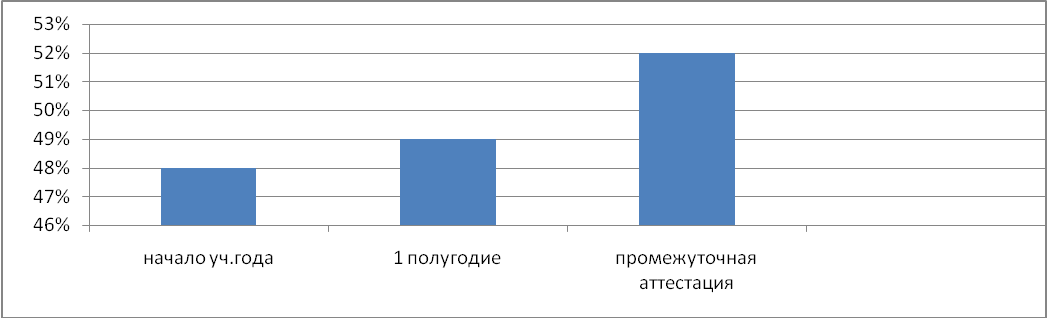 53%
52%
51%
50%
49%
48%
47%
46%
начало уч.года
1 полугодие
промежуточная
аттестация